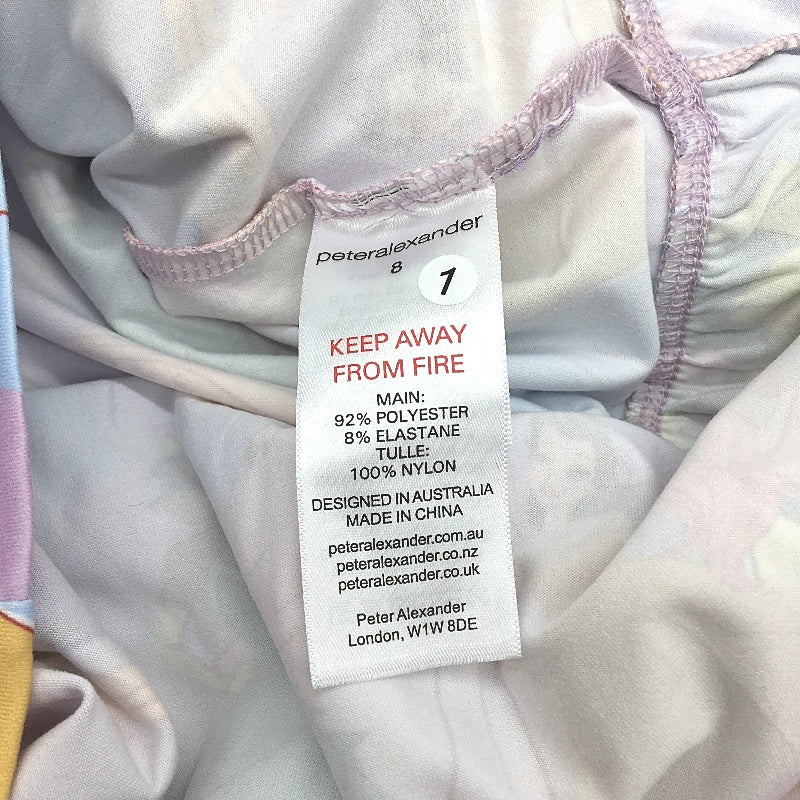 peteralexander
8
1
KEEP AWAY
FROM FIRE
MAIN:
92% POLYESTER
8% ELASTANE
TULLE:
100% NYLON
DESIGNED IN AUSTRALIA
MADE IN CHINA
peteralexander.com.au
peteralexander.co.nz
peteralexander.co.uk
Peter Alexander
London, W1W 8DE